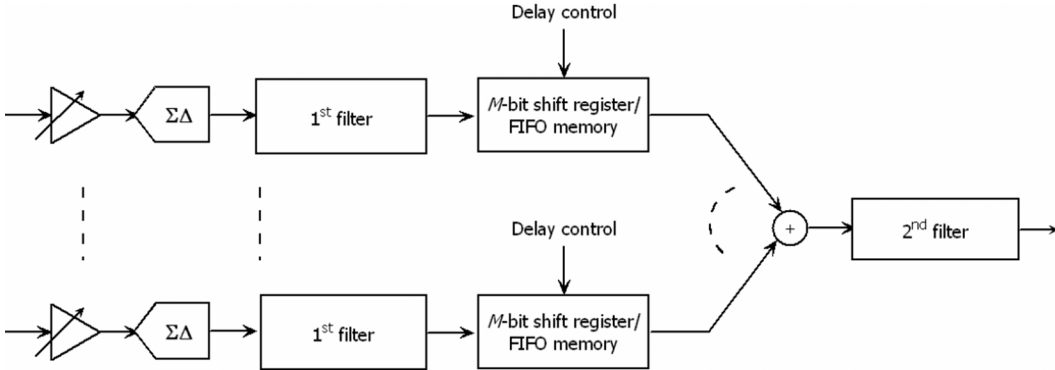 Delay control
ΣΔ
1st filter
M-bit shift register/
FIFO memory
+
2nd filter
Delay control
ΣΔ
1st filter
M-bit shift register/
FIFO memory